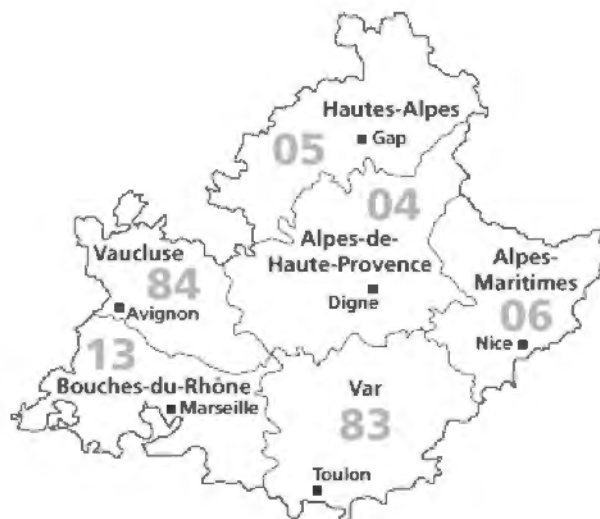 Hautes-Alpes
Gap
05
04
Alpes-de-
Haute-Provence
Digne
Vaucluse
84
Avignon
Alpes-
Maritimes
06
Nice
13
Bouches-du-Rhône
Marseille
Var
83
Toulon